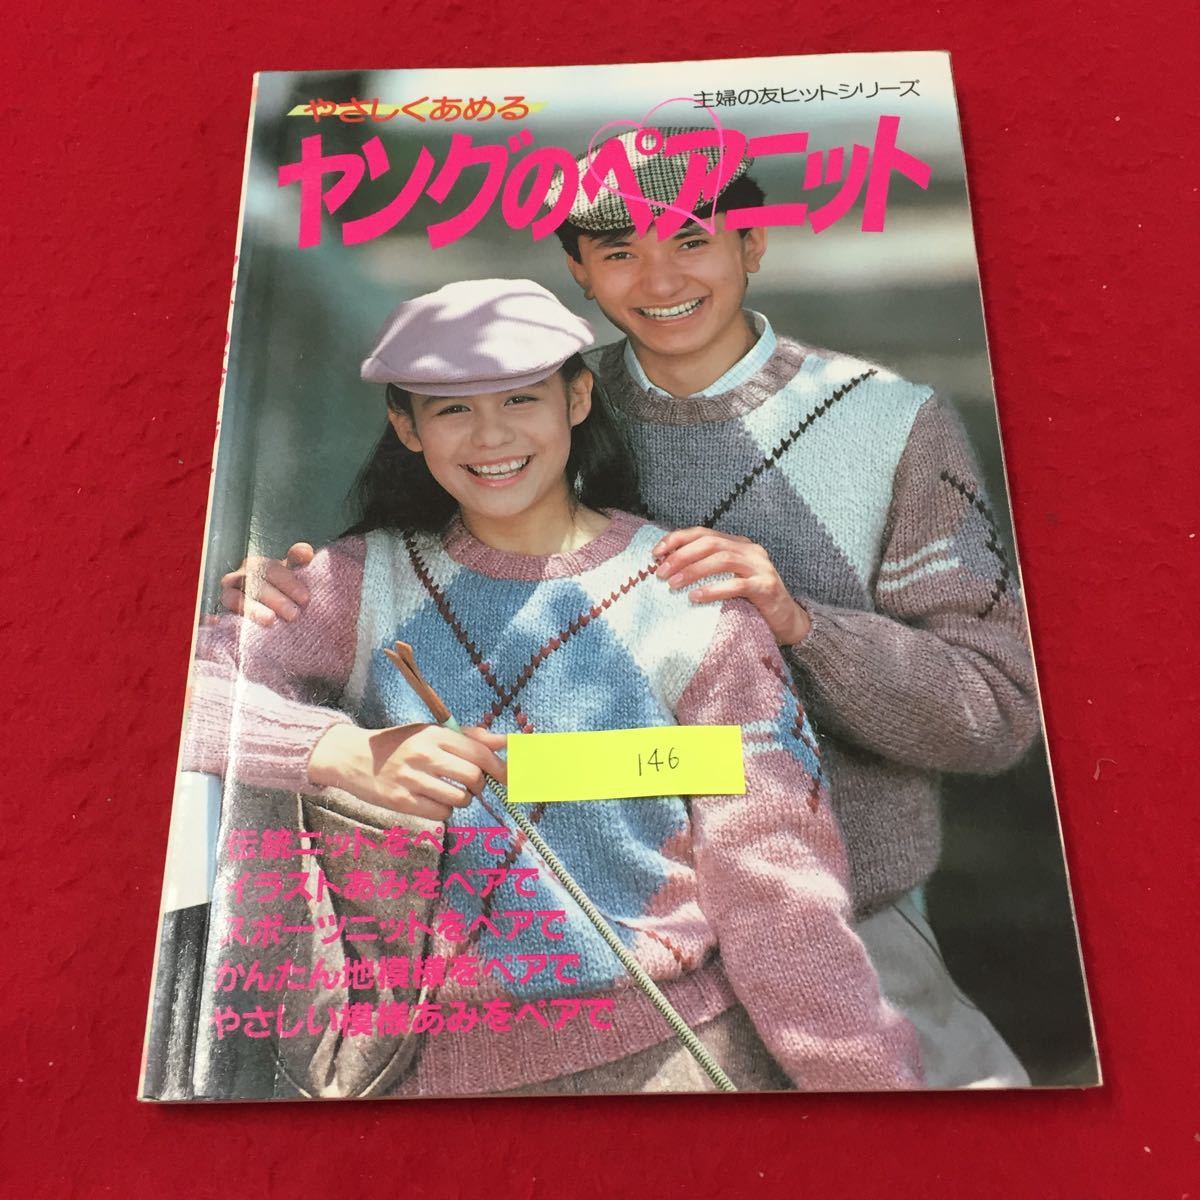 主婦の友ヒットシリーズ
やさしくあめる
ヤングのペアニット
146
伝統ニットをペアで
イラストあみをペアで
スポーツニットをペアで
かんたん地模様をペアで
やさしい模様あみをペアで